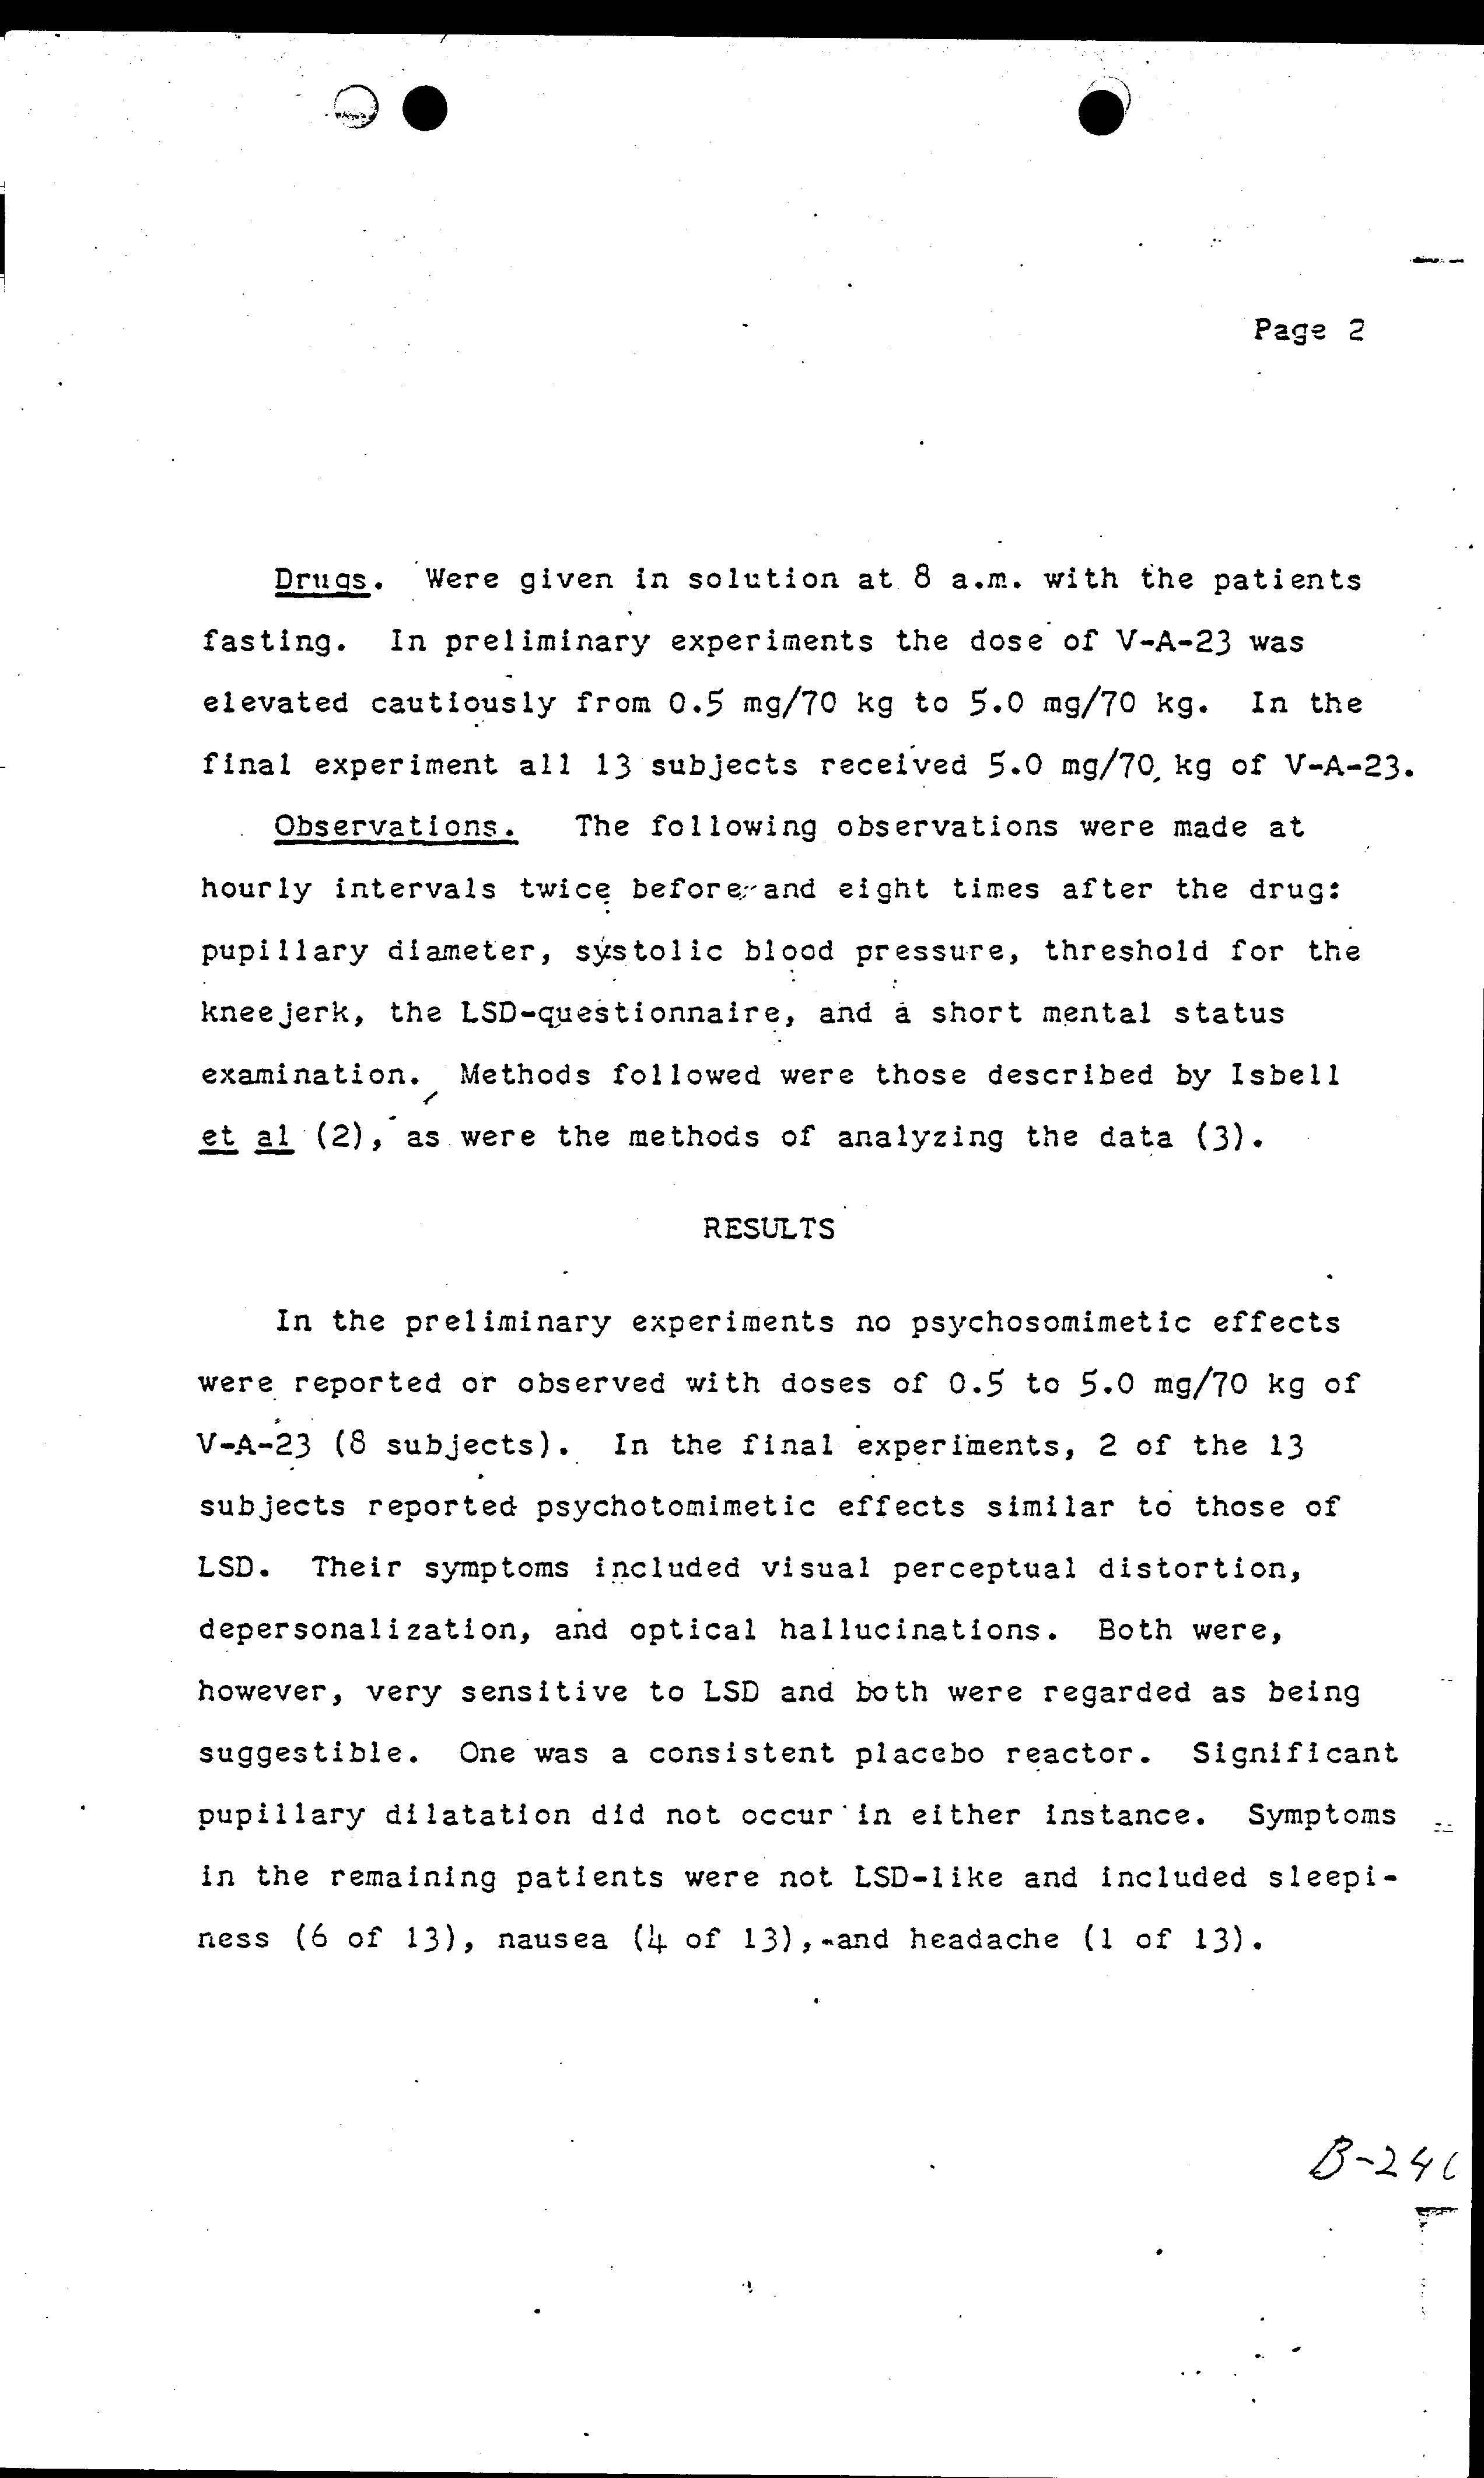 Page 2
Drugs. Were given in solution at 8 a.m. with the patients
fasting. In preliminary experiments the dose of V-A-23 was
elevated cautiously from 0.5 mg/70 kg to 5.0 mg/70 kg. In the
final experiment all 13 subjects received 5.0 mg/70 kg of V-A-23.
Observations. The following observations were made at
hourly intervals twice before and eight times after the drug:
pupillary diameter, systolic blood pressure, threshold for the
kneejerk, the LSD-questionnaire, and a short mental status
examination. Methods followed were those described by Isbell
et al (2), as were the methods of analyzing the data (3).
RESULTS
In the preliminary experiments no psychosomimetic effects
were reported or observed with doses of 0.5 to 5.0 mg/70 kg of
V-A-23 (8 subjects). In the final experiments, 2 of the 13
subjects reported psychotomimetic effects similar to those of
LSD. Their symptoms included visual perceptual distortion,
depersonalization, and optical hallucinations. Both were,
however, very sensitive to LSD and both were regarded as being
suggestible. One was a consistent placebo reactor. Significant
pupillary dilatation did not occur in either instance. Symptoms
in the remaining patients were not LSD-like and included sleepi-
ness (6 of 13), nausea (4 of 13), and headache (1 of 13).